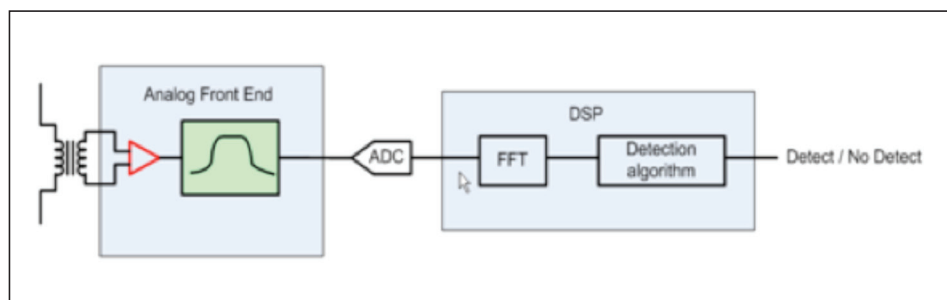 Analog Front End
ADC
DSP
FFT
Detection
algorithm
Detect / No Detect